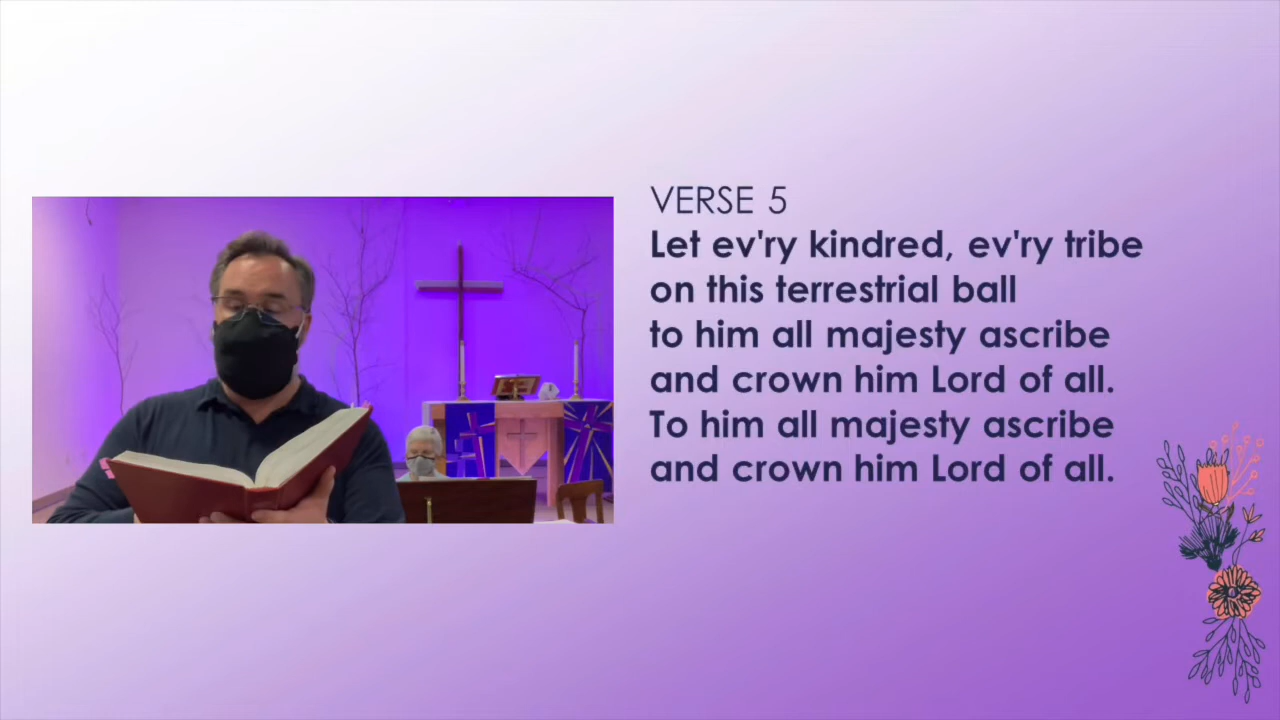 VERSE 5
Let ev'ry kindred, ev'ry tribe
on this terrestrial ball
to him all majesty ascribe
and crown him Lord of all.
To him all majesty ascribe
and crown him Lord of all.